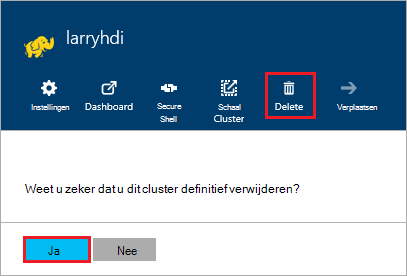 larryhdi
Instellingen
Dashboard
Secure
Shell
Schaal
Cluster
Delete
Verplaatsen
Weet u zeker dat u dit cluster definitief verwijderen?
Ja
Nee